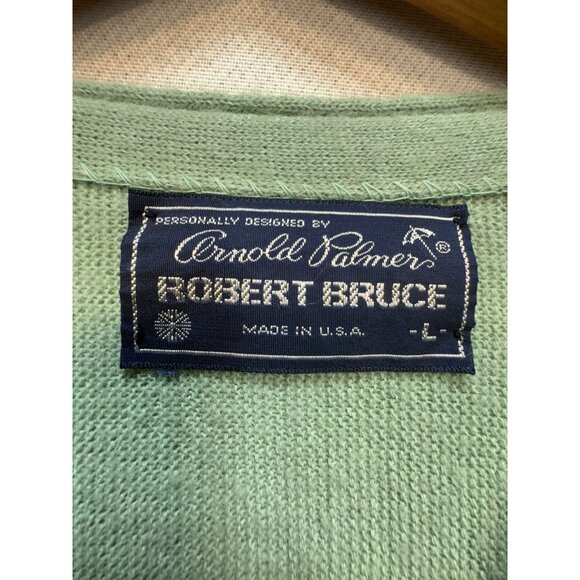 PERSONALLY DESIGNED BY
Arnold Palmer ®
ROBERT BRUCE
MADE IN U.S.A. -L-